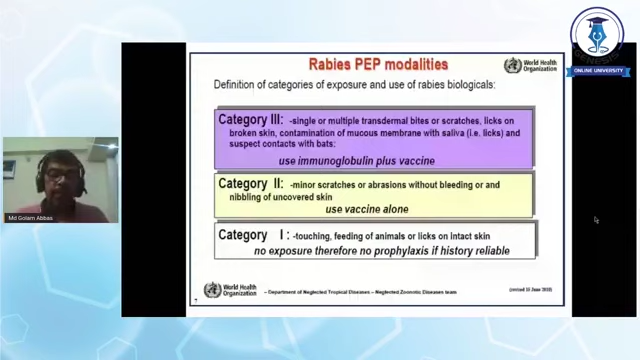 GENESIS
ONLINE UNIVERSITY
Rabies PEP modalities
World Health
Organization
Definition of categories of exposure and use of rabies biologicals:
Category III: -single or multiple transdermal bites or scratches, licks on
broken skin, contamination of mucous membrane with saliva (i.e. licks) and
suspect contacts with bats:
use immunoglobulin plus vaccine
Category II: -minor scratches or abrasions without bleeding or and
nibbling of uncovered skin
use vaccine alone
Category I : -touching, feeding of animals or licks on intact skin
no exposure therefore no prophylaxis if history reliable
Md Golam Abbas
World Health
Organization
– Department of Neglected Tropical Diseases – Neglected Zoonotic Diseases team